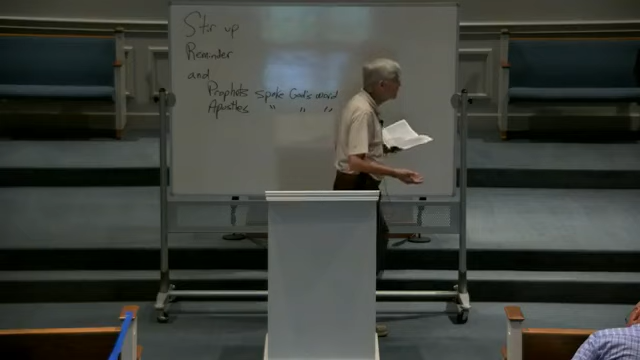 Stir up
Reminder
and
Prophets spoke God's word
Apostles " " "